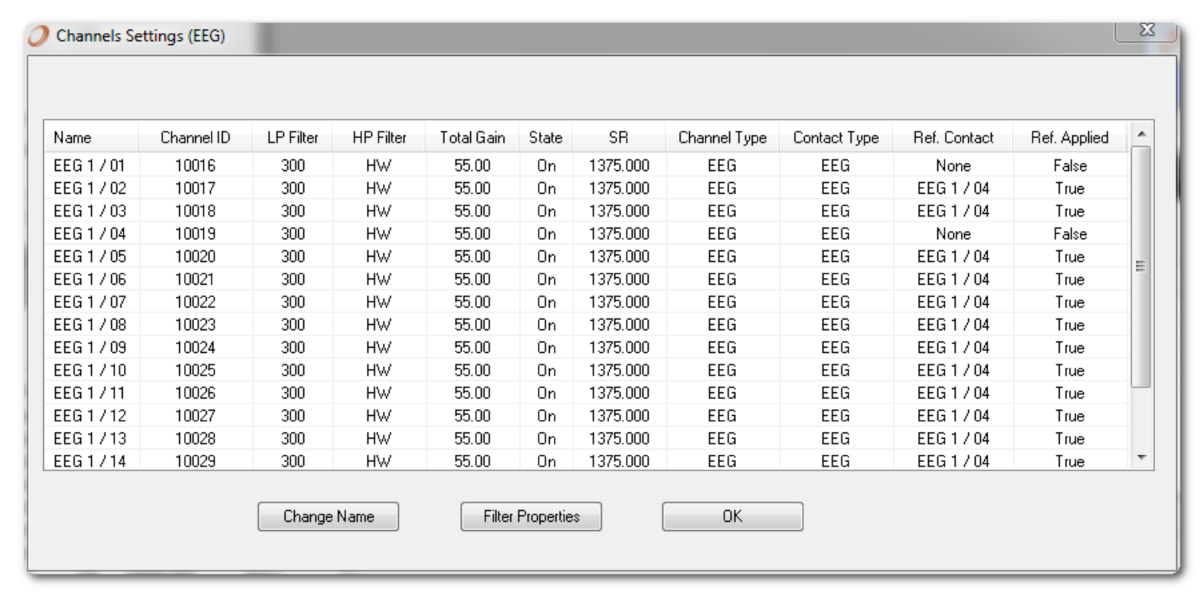 Channels Settings (EEG)
Name Channel ID LP Filter HP Filter Total Gain State SR Channel Type Contact Type Ref. Contact Ref. Applied
EEG 1 / 01 10016 300 HW 55.00 On 1375.000 EEG EEG None False
EEG 1 / 02 10017 300 HW 55.00 On 1375.000 EEG EEG EEG 1 / 04 True
EEG 1 / 03 10018 300 HW 55.00 On 1375.000 EEG EEG EEG 1 / 04 True
EEG 1 / 04 10019 300 HW 55.00 On 1375.000 EEG EEG None False
EEG 1 / 05 10020 300 HW 55.00 On 1375.000 EEG EEG EEG 1 / 04 True
EEG 1 / 06 10021 300 HW 55.00 On 1375.000 EEG EEG EEG 1 / 04 True
EEG 1 / 07 10022 300 HW 55.00 On 1375.000 EEG EEG EEG 1 / 04 True
EEG 1 / 08 10023 300 HW 55.00 On 1375.000 EEG EEG EEG 1 / 04 True
EEG 1 / 09 10024 300 HW 55.00 On 1375.000 EEG EEG EEG 1 / 04 True
EEG 1 / 10 10025 300 HW 55.00 On 1375.000 EEG EEG EEG 1 / 04 True
EEG 1 / 11 10026 300 HW 55.00 On 1375.000 EEG EEG EEG 1 / 04 True
EEG 1 / 12 10027 300 HW 55.00 On 1375.000 EEG EEG EEG 1 / 04 True
EEG 1 / 13 10028 300 HW 55.00 On 1375.000 EEG EEG EEG 1 / 04 True
EEG 1 / 14 10029 300 HW 55.00 On 1375.000 EEG EEG EEG 1 / 04 True
Change Name Filter Properties OK